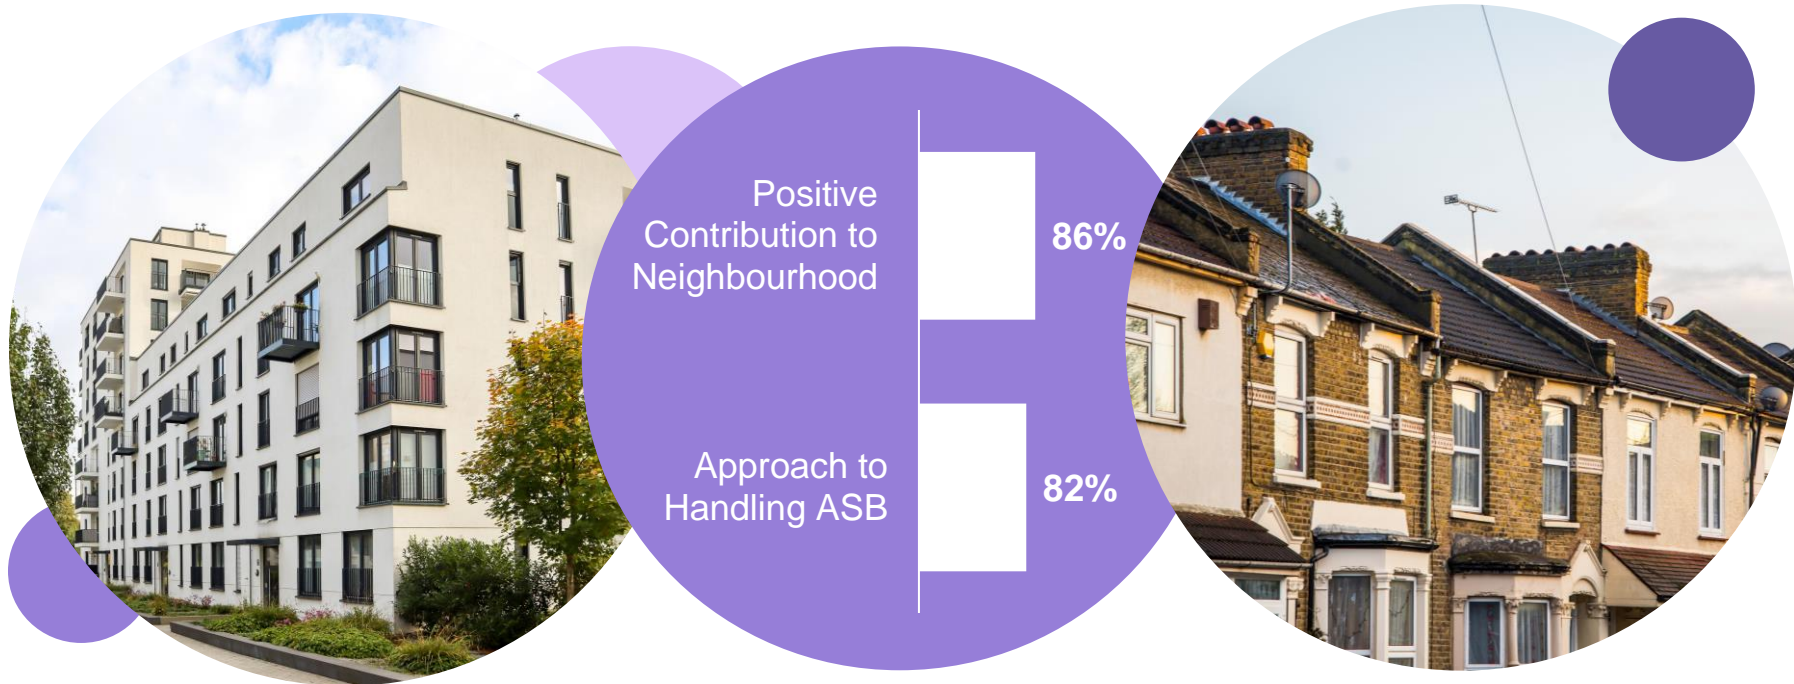 Positive
Contribution to
Neighbourhood
86%
Approach to
Handling ASB
82%